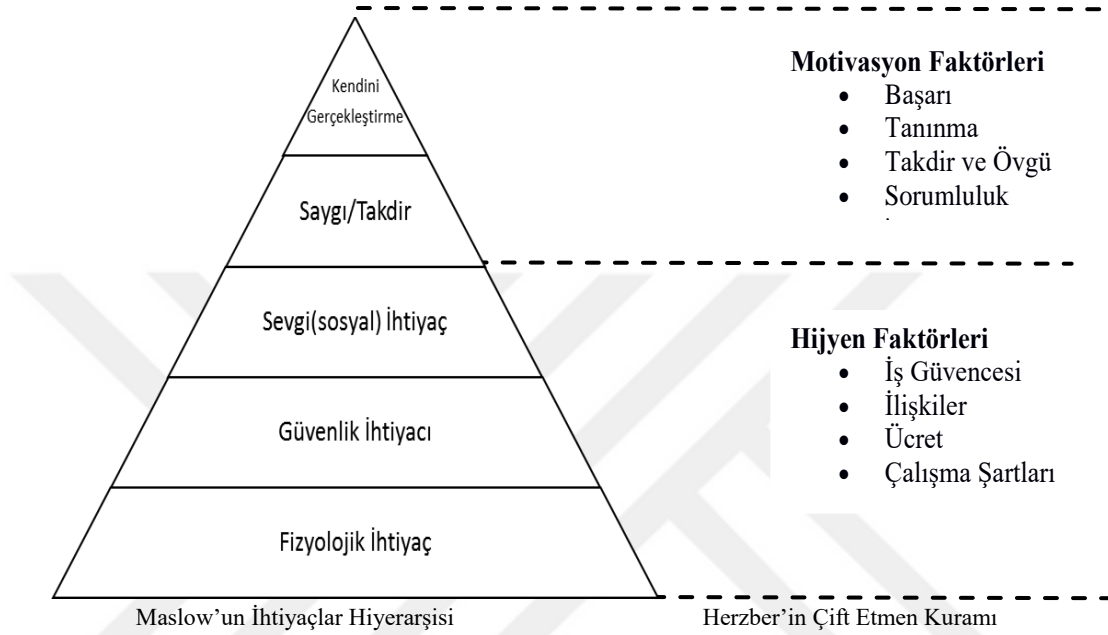 Kendini
Gerçekleştirme
Saygı/Takdir
Sevgi(sosyal) İhtiyaç
Güvenlik İhtiyacı
Fizyolojik İhtiyaç
Maslow’un İhtiyaçlar Hiyerarşisi
Motivasyon Faktörleri
• Başarı
• Tanınma
• Takdir ve Övgü
• Sorumluluk
Hijyen Faktörleri
• İş Güvencesi
• İlişkiler
• Ücret
• Çalışma Şartları
Herzber’in Çift Etmen Kuramı